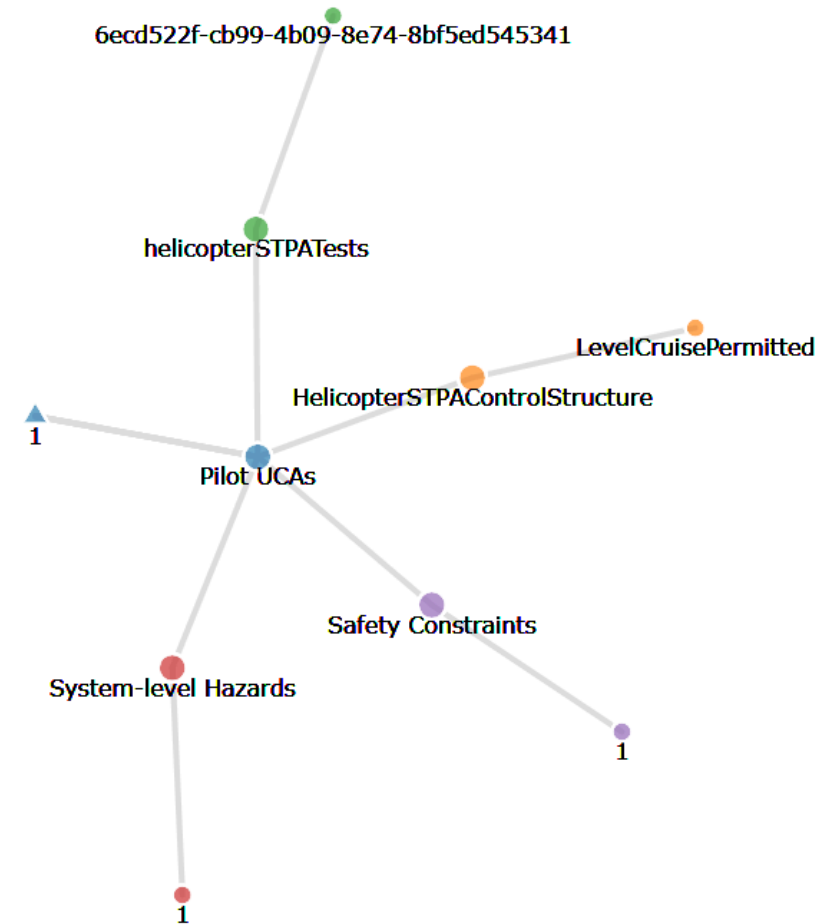 6ecd522f-cb99-4b09-8e74-8bf5ed545341
helicopterSTPATests
LevelCruisePermitted
HelicopterSTPAControlStructure
1
Pilot UCAs
Safety Constraints
System-level Hazards
1
1